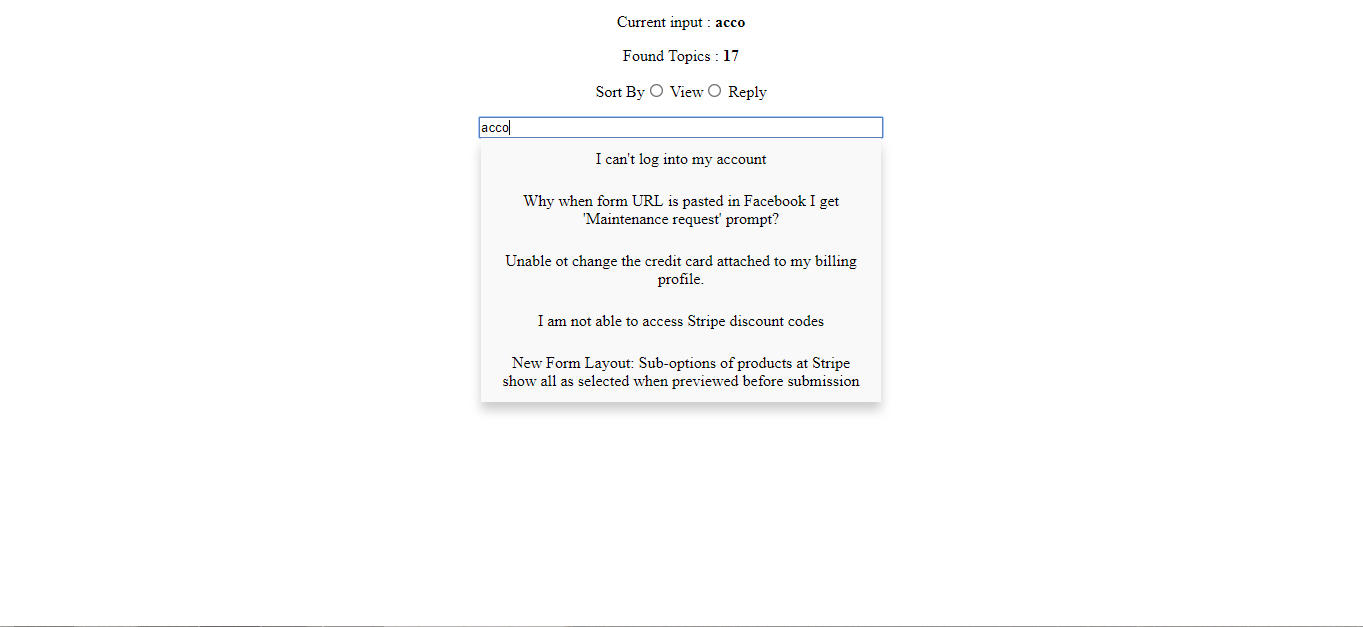 Current input : acco
Found Topics : 17
Sort By View Reply
acco
I can't log into my account
Why when form URL is pasted in Facebook I get
'Maintenance request' prompt?
Unable ot change the credit card attached to my billing
profile.
I am not able to access Stripe discount codes
New Form Layout: Sub-options of products at Stripe
show all as selected when previewed before submission